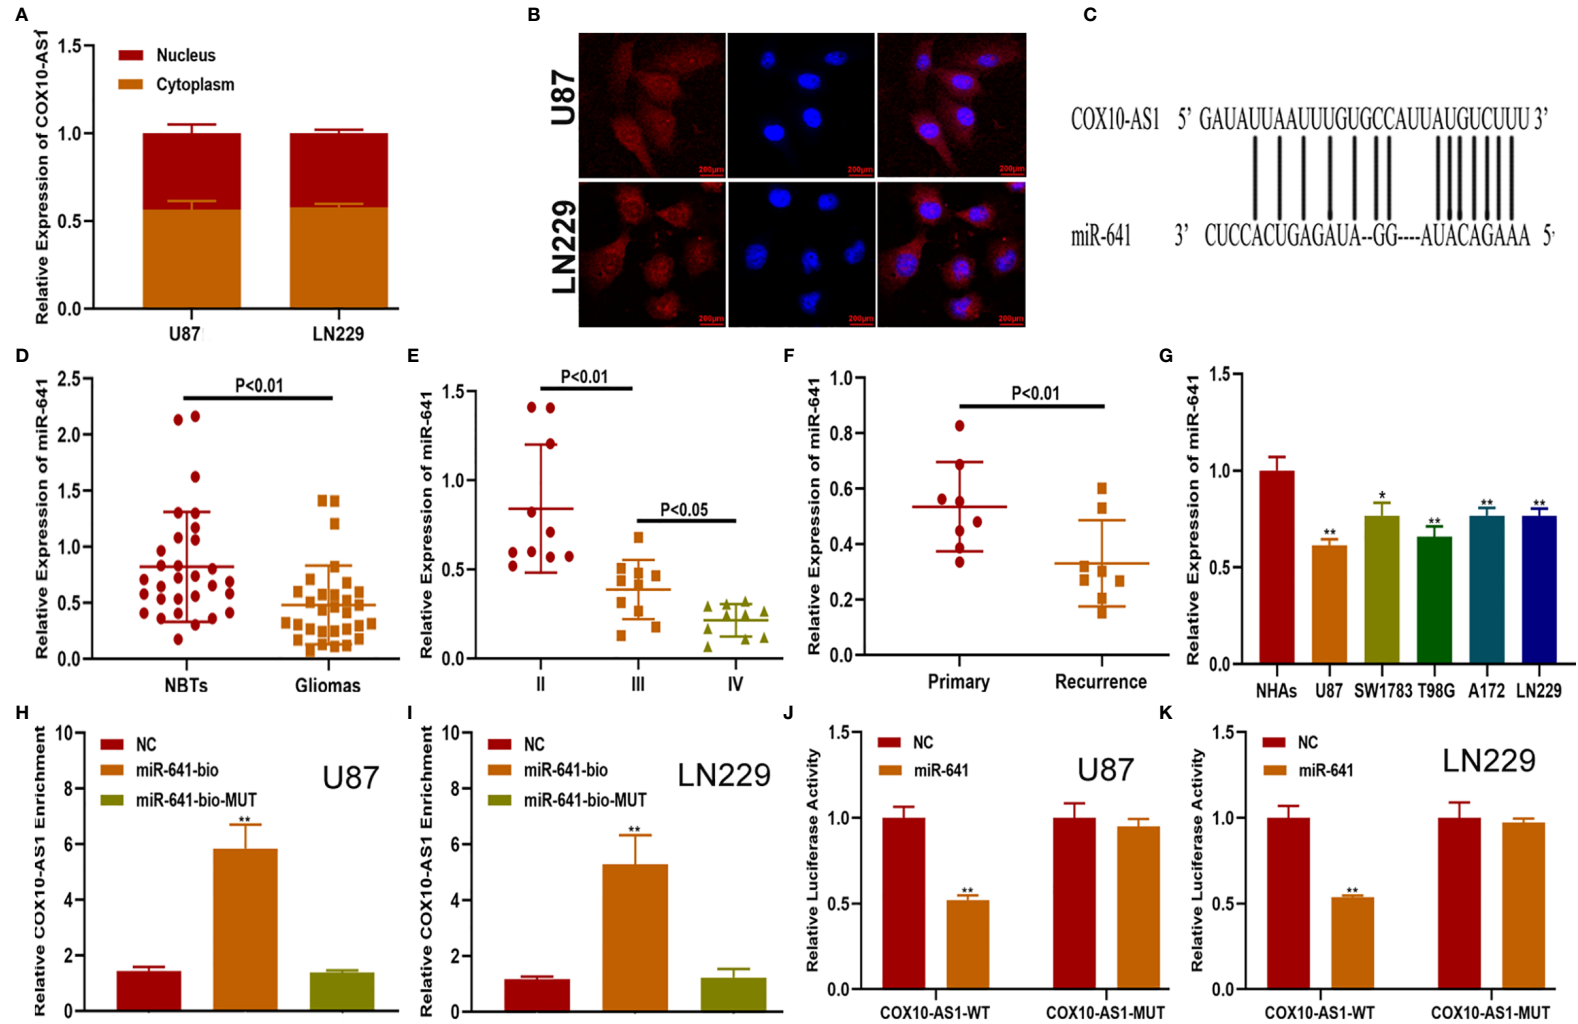 A
Relative Expression of COX10-AS1
1.5
1.0
0.5
0.0
Nucleus
Cytoplasm
U87
LN229
B
U87
LN229
200μm
200μm
200μm
200μm
200μm
200μm
C
COX10-AS1 5’ GAUAUUAAUUUGUGCCAUUAUGUCUUU 3’
miR-641 3’ CUCCACUGAGAUA--GG----AUACAGAAA 5’
D
Relative Expression of miR-641
2.5
2.0
1.5
1.0
0.5
0.0
P<0.01
NBTs
Gliomas
E
Relative Expression of miR-641
1.5
1.0
0.5
0.0
P<0.01
P<0.05
II
III
IV
F
Relative Expression of miR-641
1.0
0.8
0.6
0.4
0.2
0.0
P<0.01
Primary
Recurrence
G
Relative Expression of miR-641
1.5
1.0
0.5
0.0
**
*
**
**
**
NHAs
U87
SW1783
T98G
A172
LN229
H
Relative COX10-AS1 Enrichment
10
8
6
4
2
0
NC
miR-641-bio
miR-641-bio-MUT
U87
**
I
Relative COX10-AS1 Enrichment
10
8
6
4
2
0
NC
miR-641-bio
miR-641-bio-MUT
LN229
**
J
Relative Luciferase Activity
1.5
1.0
0.5
0.0
NC
miR-641
U87
**
COX10-AS1-WT
COX10-AS1-MUT
K
Relative Luciferase Activity
1.5
1.0
0.5
0.0
NC
miR-641
LN229
**
COX10-AS1-WT
COX10-AS1-MUT